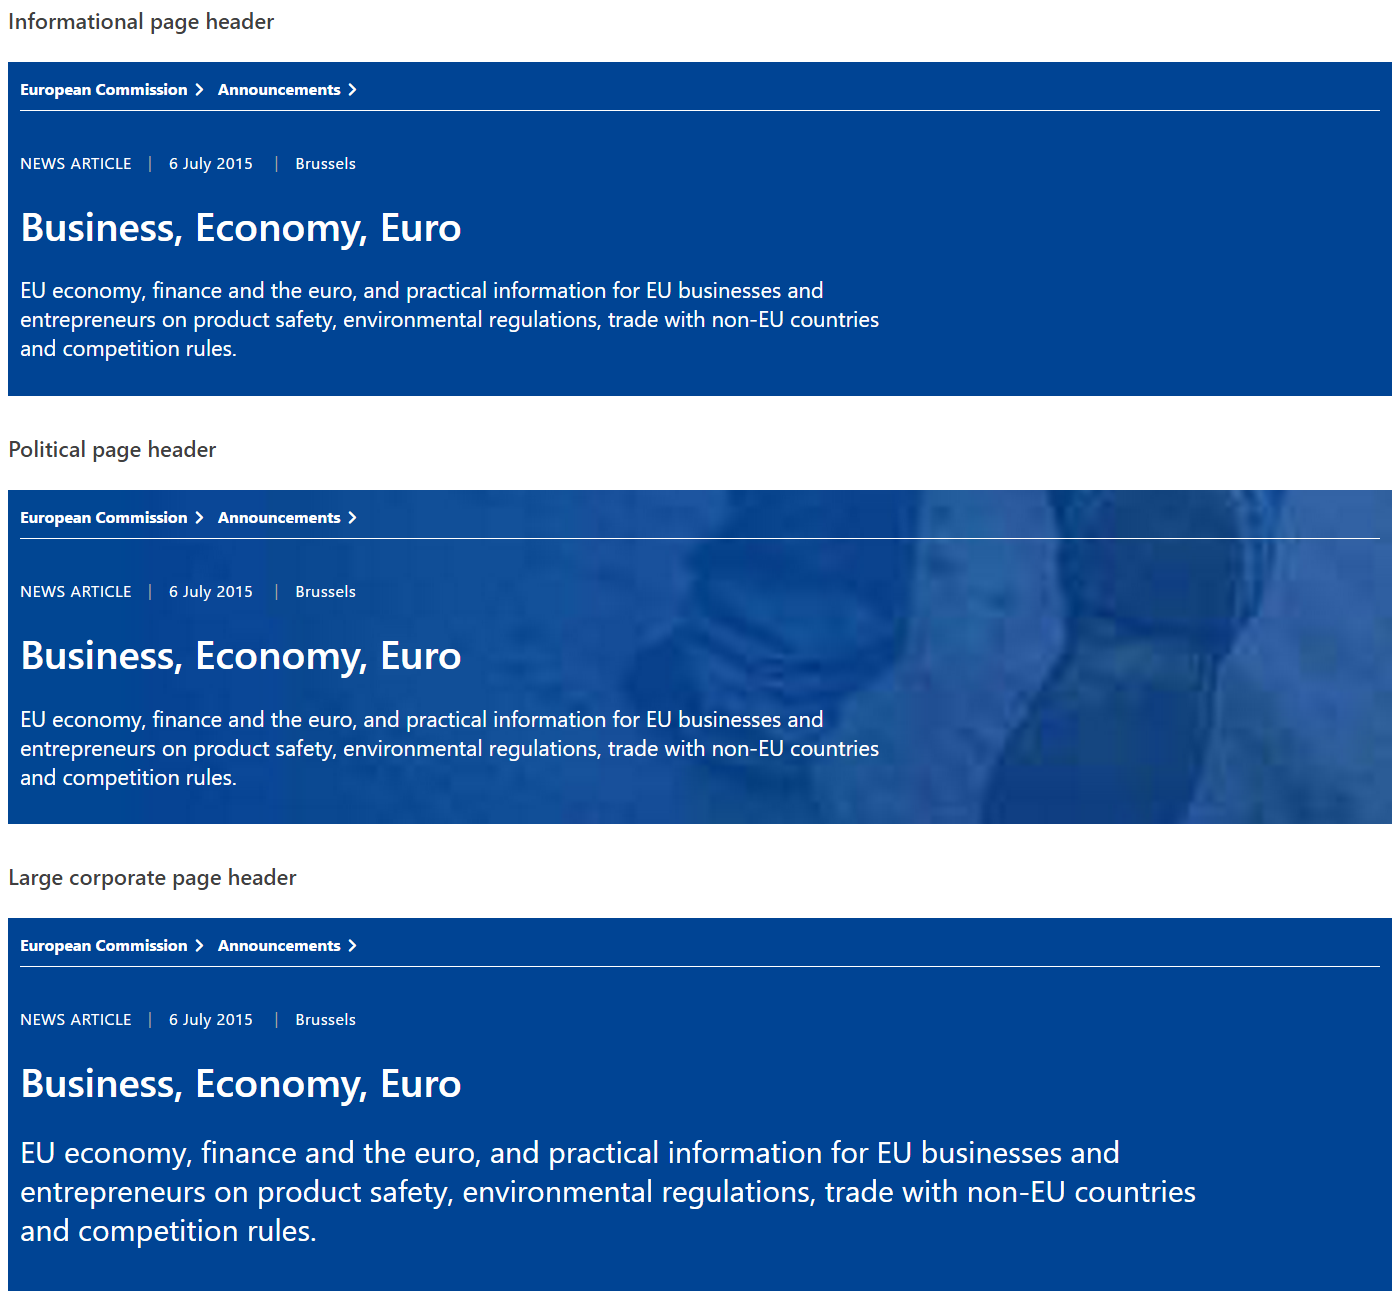 Informational page header
European Commission > Announcements >
NEWS ARTICLE | 6 July 2015 | Brussels
Business, Economy, Euro
EU economy, finance and the euro, and practical information for EU businesses and
entrepreneurs on product safety, environmental regulations, trade with non-EU countries
and competition rules.
Political page header
European Commission > Announcements >
NEWS ARTICLE | 6 July 2015 | Brussels
Business, Economy, Euro
EU economy, finance and the euro, and practical information for EU businesses and
entrepreneurs on product safety, environmental regulations, trade with non-EU countries
and competition rules.
Large corporate page header
European Commission > Announcements >
NEWS ARTICLE | 6 July 2015 | Brussels
Business, Economy, Euro
EU economy, finance and the euro, and practical information for EU businesses and
entrepreneurs on product safety, environmental regulations, trade with non-EU countries
and competition rules.